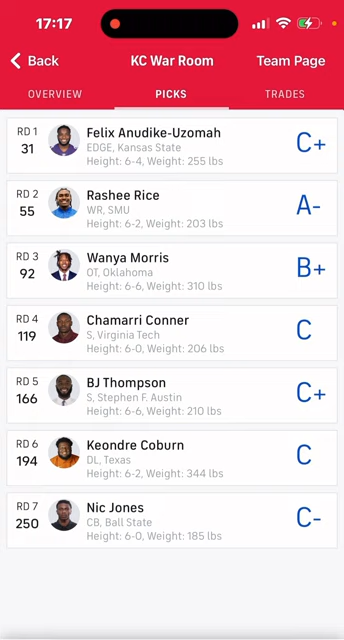 17:17
Back KC War Room Team Page
OVERVIEW PICKS TRADES
RD 1
31
Felix Anudike-Uzomah
EDGE, Kansas State
Height: 6-4, Weight: 255 lbs
C+
RD 2
55
Rashee Rice
WR, SMU
Height: 6-2, Weight: 203 lbs
A-
RD 3
92
Wanya Morris
OT, Oklahoma
Height: 6-6, Weight: 310 lbs
B+
RD 4
119
Chamarri Conner
S, Virginia Tech
Height: 6-0, Weight: 206 lbs
C
RD 5
166
BJ Thompson
S, Stephen F. Austin
Height: 6-6, Weight: 210 lbs
C+
RD 6
194
Keondre Coburn
DL, Texas
Height: 6-2, Weight: 344 lbs
C
RD 7
250
Nic Jones
CB, Ball State
Height: 6-0, Weight: 185 lbs
C-